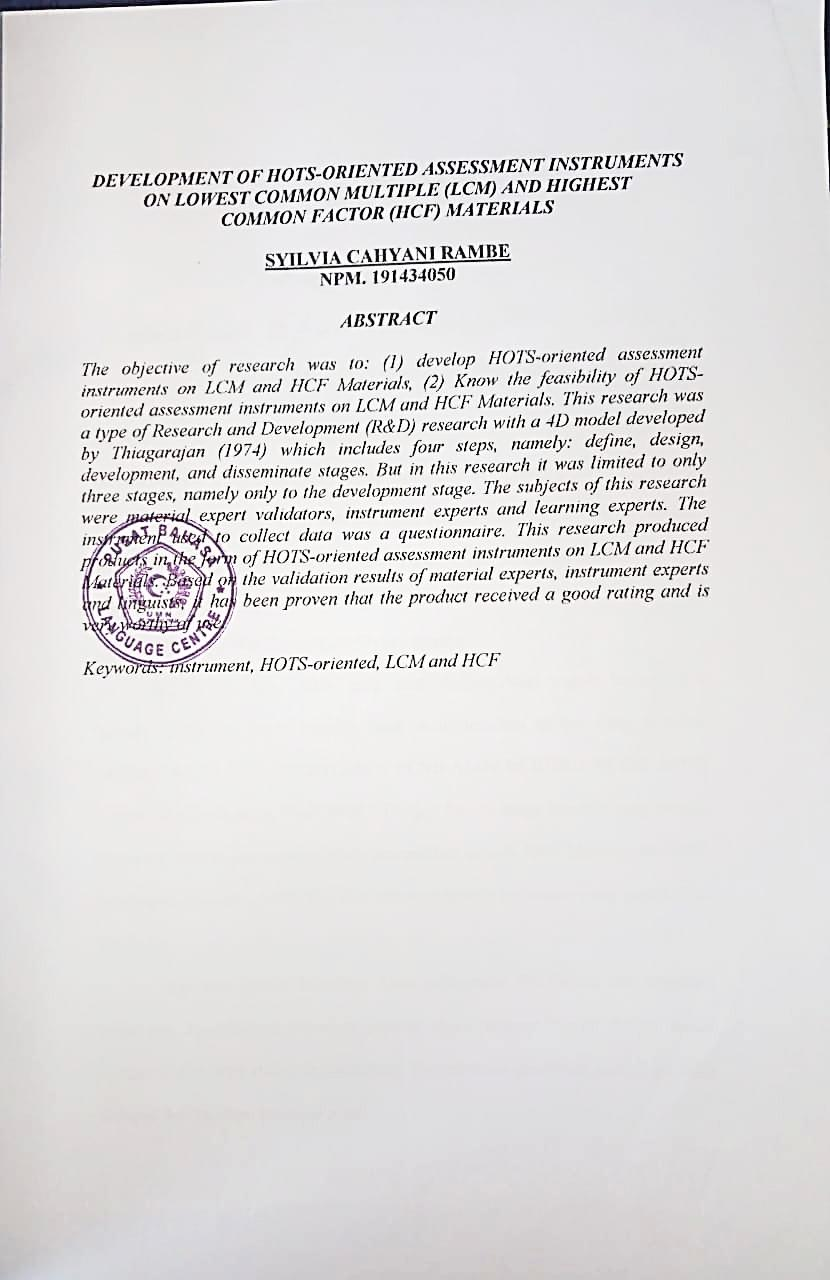 DEVELOPMENT OF HOTS-ORIENTED ASSESSMENT INSTRUMENTS
ON LOWEST COMMON MULTIPLE (LCM) AND HIGHEST
COMMON FACTOR (HCF) MATERIALS
SYILVIA CAHYANI RAMBE
NPM. 191434050
ABSTRACT
The objective of research was to: (1) develop HOTS-oriented assessment
instruments on LCM and HCF Materials, (2) Know the feasibility of HOTS-
oriented assessment instruments on LCM and HCF Materials. This research was
a type of Research and Development (R&D) research with a 4D model developed
by Thiagarajan (1974) which includes four steps, namely: define, design,
development, and disseminate stages. But in this research it was limited to only
three stages, namely only to the development stage. The subjects of this research
were material expert validators, instrument experts and learning experts. The
instrument used to collect data was a questionnaire. This research produced
products in the form of HOTS-oriented assessment instruments on LCM and HCF
Materials. Based on the validation results of material experts, instrument experts
and linguists, it has been proven that the product received a good rating and is
very worthy of
Keywords: instrument, HOTS-oriented, LCM and HCF
PUSAT BAHASA
UMN
LANGUAGE CENTRE